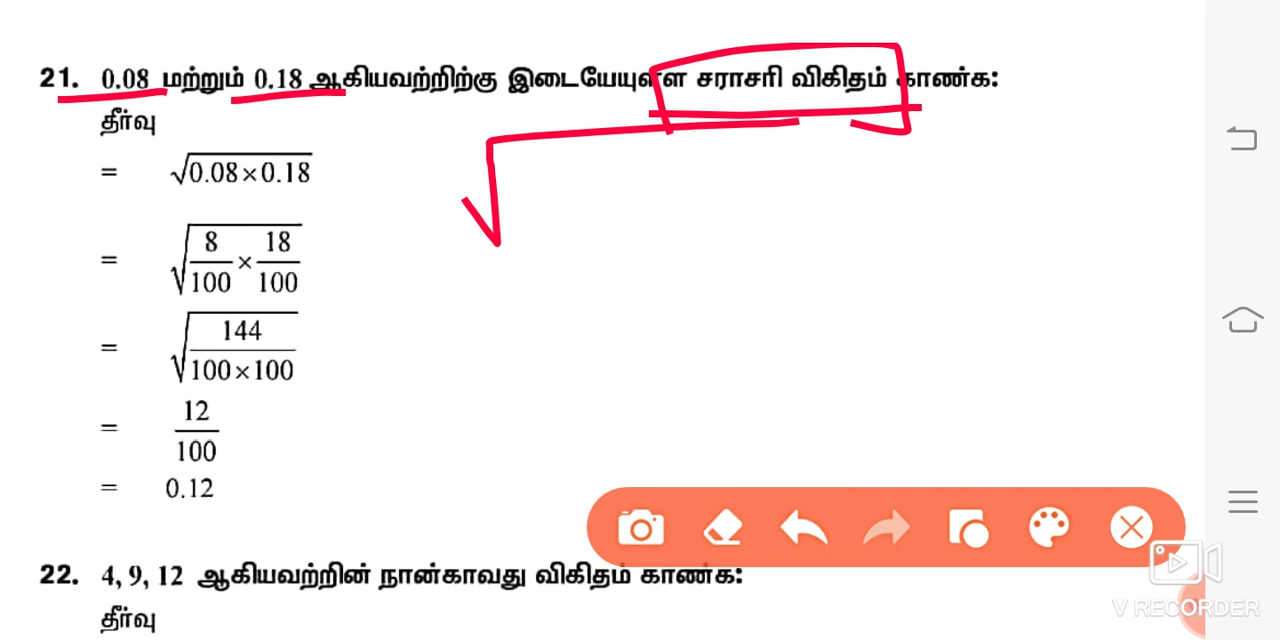 21. 0.08 மற்றும் 0.18 ஆகியவற்றிற்கு இடையேயுள்ள சராசரி விகிதம் காண்க:
தீர்வு
= √0.08×0.18
= √8/100 × 18/100
= √144/100×100
= 12/100
= 0.12
22. 4, 9, 12 ஆகியவற்றின் நான்காவது விகிதம் காண்க:
தீர்வு
V RECORDER